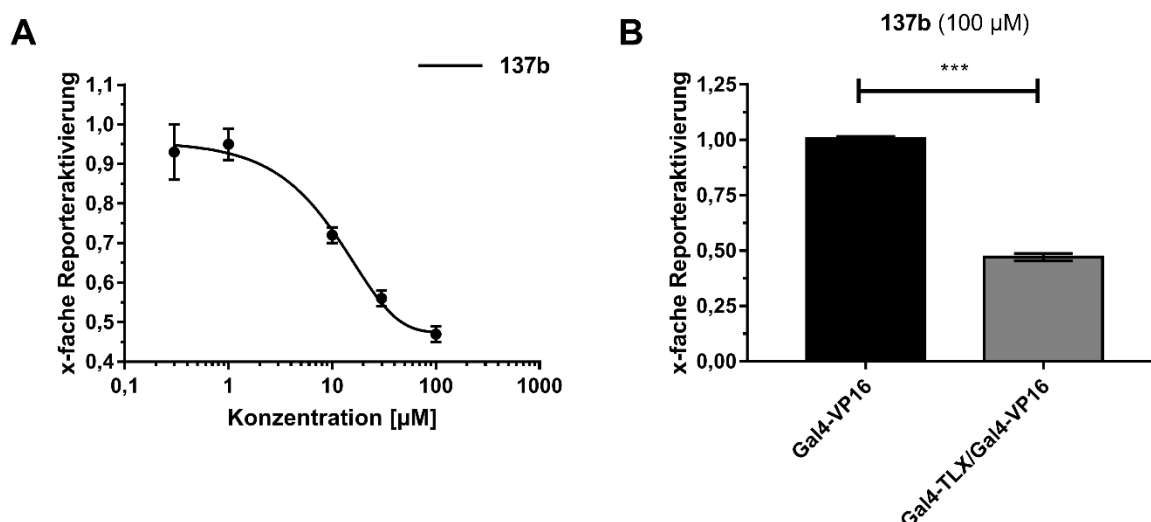 A
137b
x-fache Reporteraktivierung
1,1
1,0
0,9
0,8
0,7
0,6
0,5
0,4
0,1
1
10
100
1000
Konzentration [µM]
B
137b (100 µM)
***
x-fache Reporteraktivierung
1,25
1,00
0,75
0,50
0,25
0,00
Gal4-VP16
Gal4-TLX/Gal4-VP16